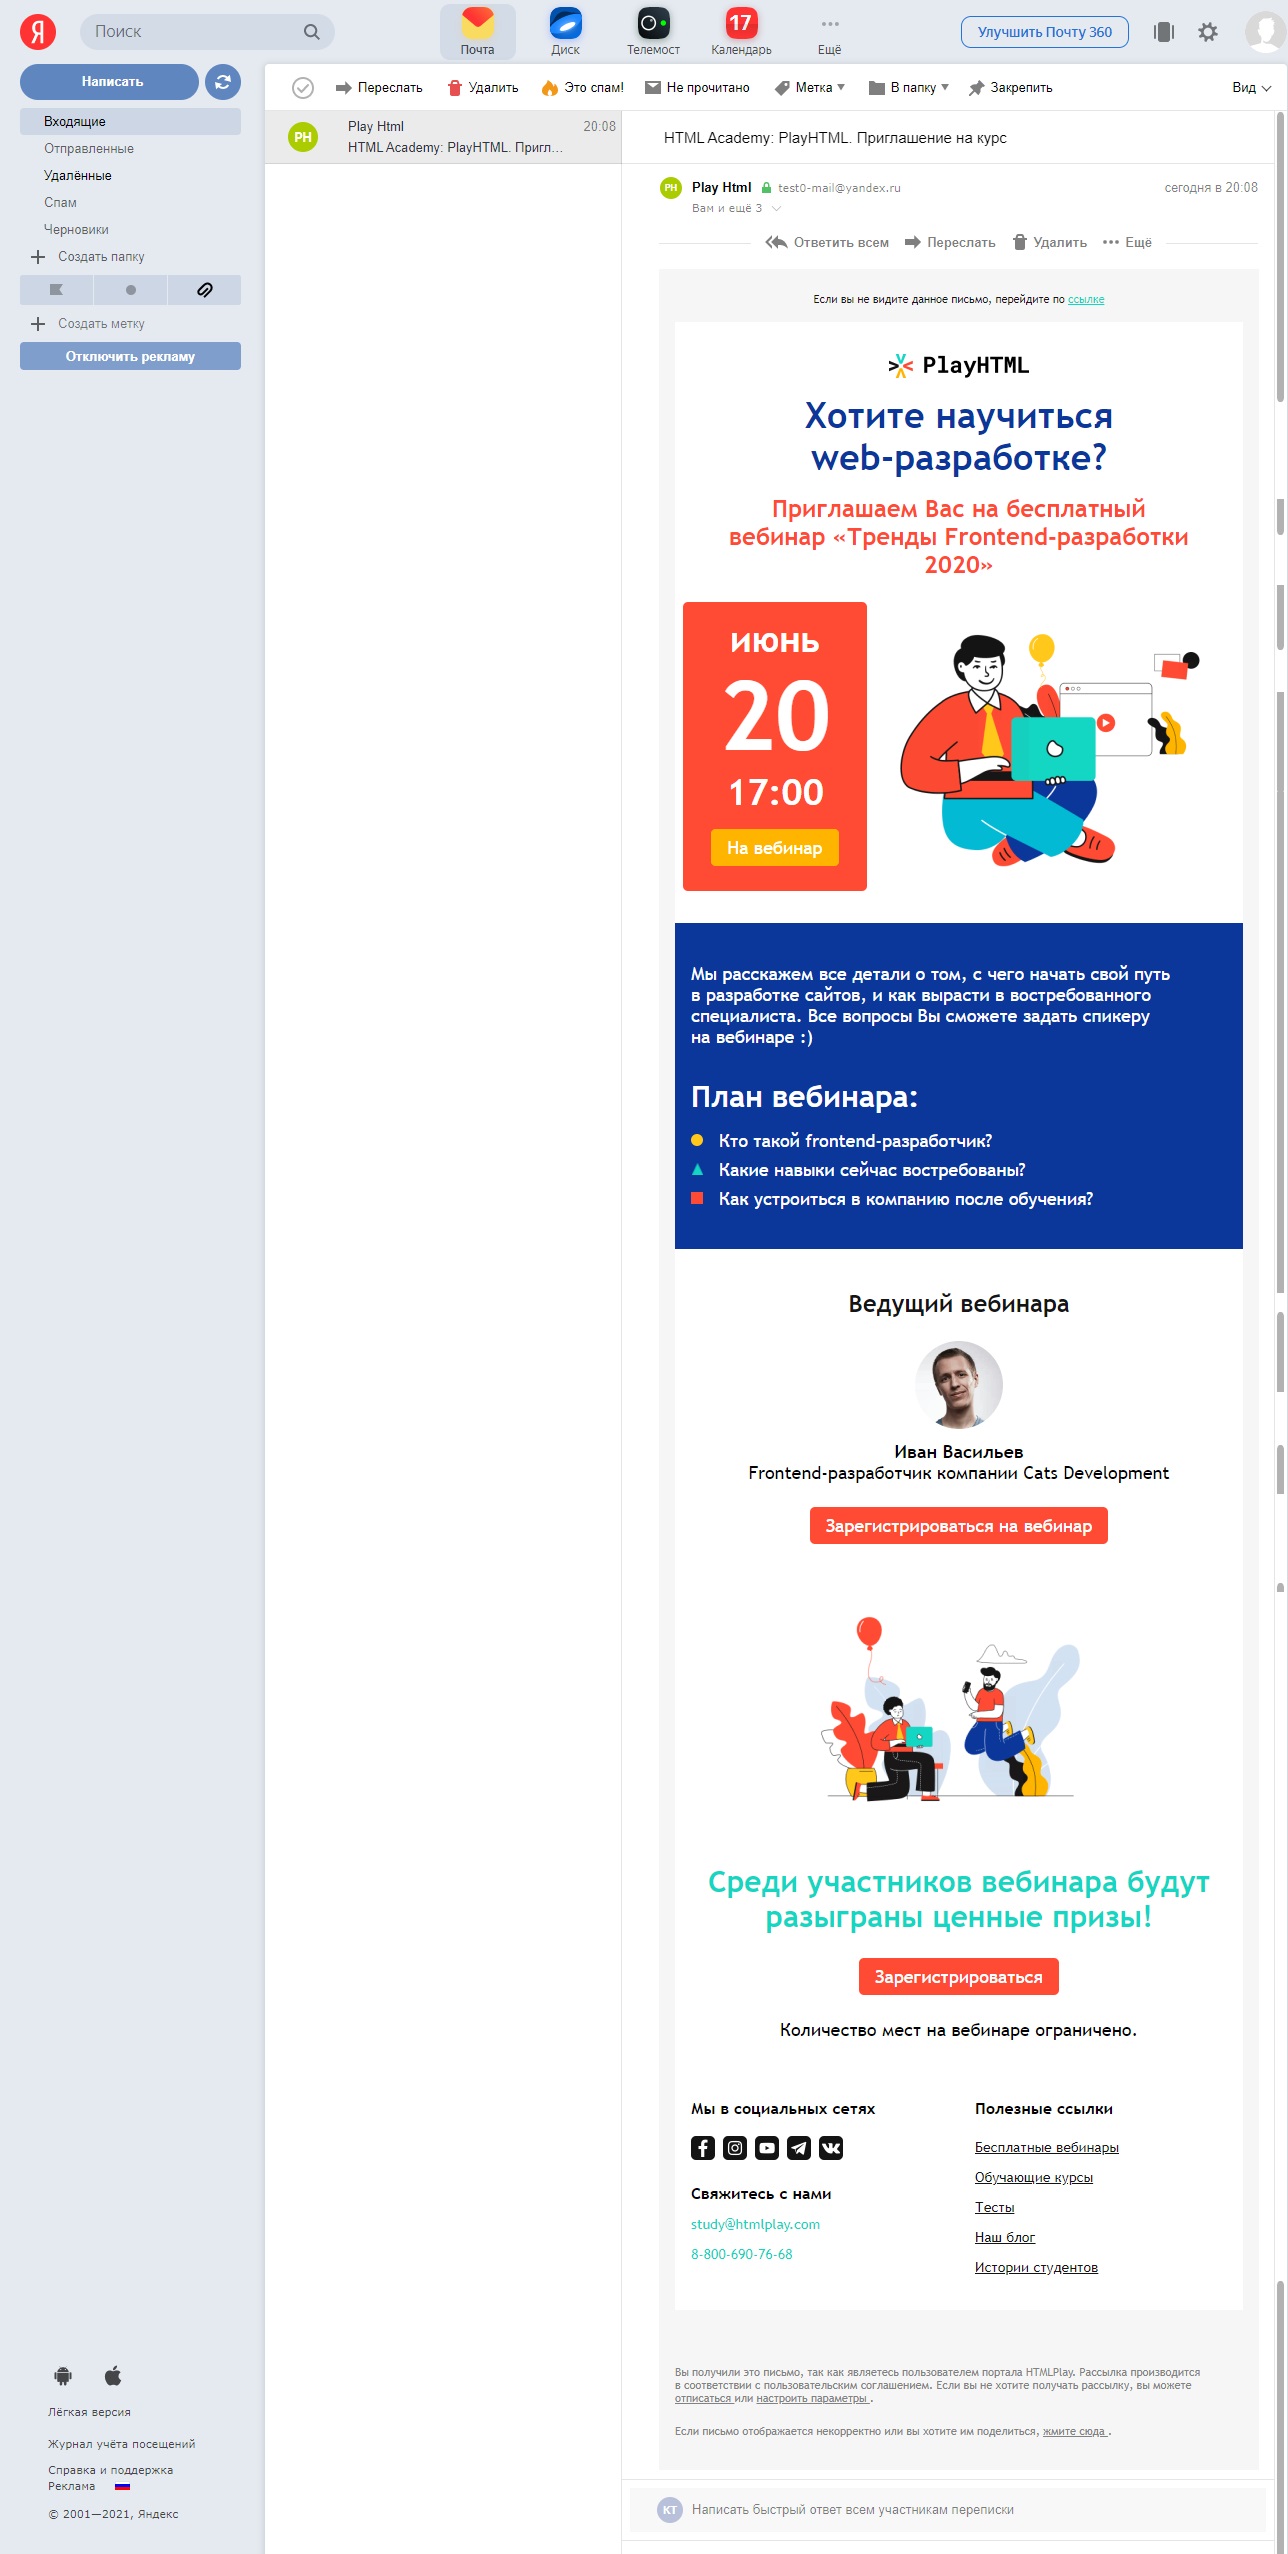 Я
Поиск
Почта
Диск
Телемост
17
Календарь
Ещё
Улучшить Почту 360
Написать
Переслать
Удалить
Это спам!
Не прочитано
Метка
В папку
Закрепить
Вид
Входящие
Отправленные
Удалённые
Спам
Черновики
Создать папку
Создать метку
Отключить рекламу
PH
Play Html
20:08
HTML Academy: PlayHTML. Пригл...
HTML Academy: PlayHTML. Приглашение на курс
PH
Play Html
test0-mail@yandex.ru
сегодня в 20:08
Вам и ещё 3
Ответить всем
Переслать
Удалить
Ещё
Если вы не видите данное письмо, перейдите по ссылке
PlayHTML
Хотите научиться
web-разработке?
Приглашаем Вас на бесплатный
вебинар «Тренды Frontend-разработки
2020»
июнь
20
17:00
На вебинар
Мы расскажем все детали о том, с чего начать свой путь
в разработке сайтов, и как вырасти в востребованного
специалиста. Все вопросы Вы сможете задать спикеру
на вебинаре :)
План вебинара:
Кто такой frontend-разработчик?
Какие навыки сейчас востребованы?
Как устроиться в компанию после обучения?
Ведущий вебинара
Иван Васильев
Frontend-разработчик компании Cats Development
Зарегистрироваться на вебинар
Среди участников вебинара будут
разыграны ценные призы!
Зарегистрироваться
Количество мест на вебинаре ограничено.
Мы в социальных сетях
Свяжитесь с нами
study@htmlplay.com
8-800-690-76-68
Полезные ссылки
Бесплатные вебинары
Обучающие курсы
Тесты
Наш блог
Истории студентов
Вы получили это письмо, так как являетесь пользователем портала HTMLPlay. Рассылка производится
в соответствии с пользовательским соглашением. Если вы не хотите получать рассылку, вы можете
отписаться или настроить параметры .
Если письмо отображается некорректно или вы хотите им поделиться, жмите сюда .
Лёгкая версия
Журнал учёта посещений
Справка и поддержка
Реклама
© 2001—2021, Яндекс
КТ
Написать быстрый ответ всем участникам переписки